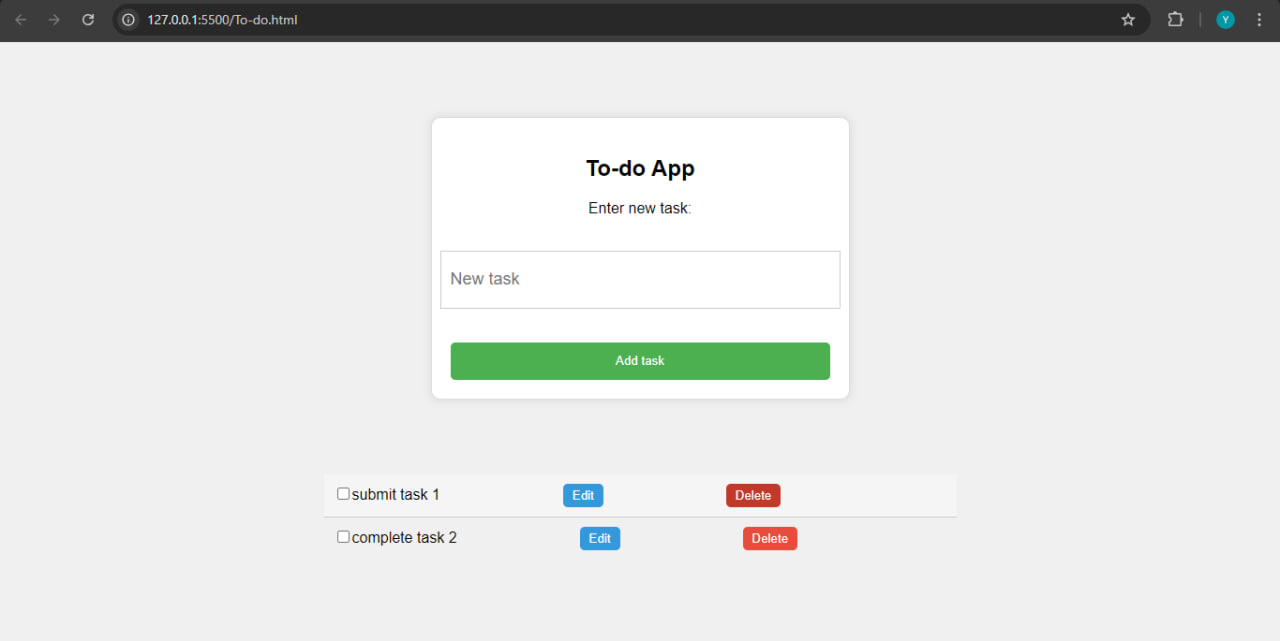 127.0.0.1:5500/To-do.html
Y
To-do App
Enter new task:
New task
Add task
submit task 1 Edit Delete
complete task 2 Edit Delete